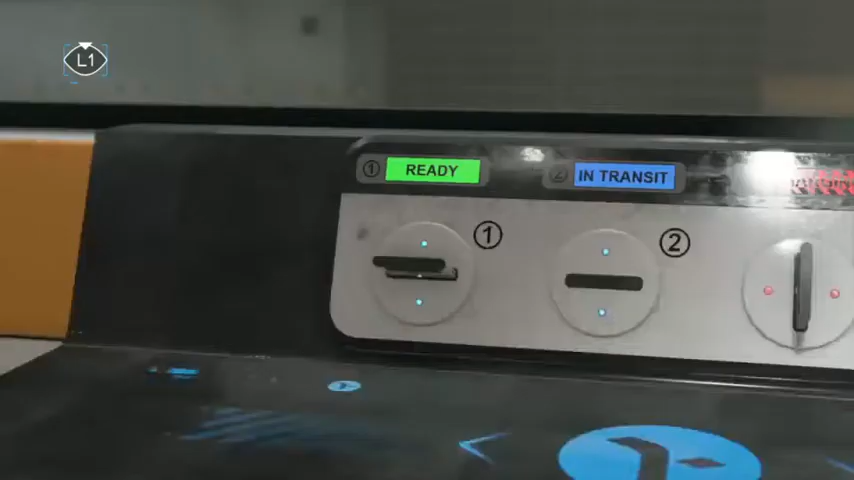 L1
① READY
② IN TRANSIT
①
②